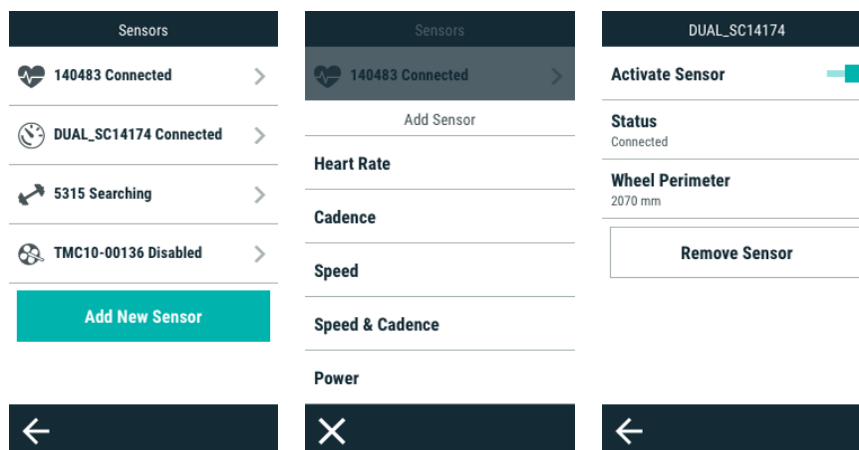 Sensors
140483 Connected
DUAL_SC14174 Connected
5315 Searching
TMC10-00136 Disabled
Add New Sensor
Sensors
140483 Connected
Add Sensor
Heart Rate
Cadence
Speed
Speed & Cadence
Power
DUAL_SC14174
Activate Sensor
Status
Connected
Wheel Perimeter
2070 mm
Remove Sensor